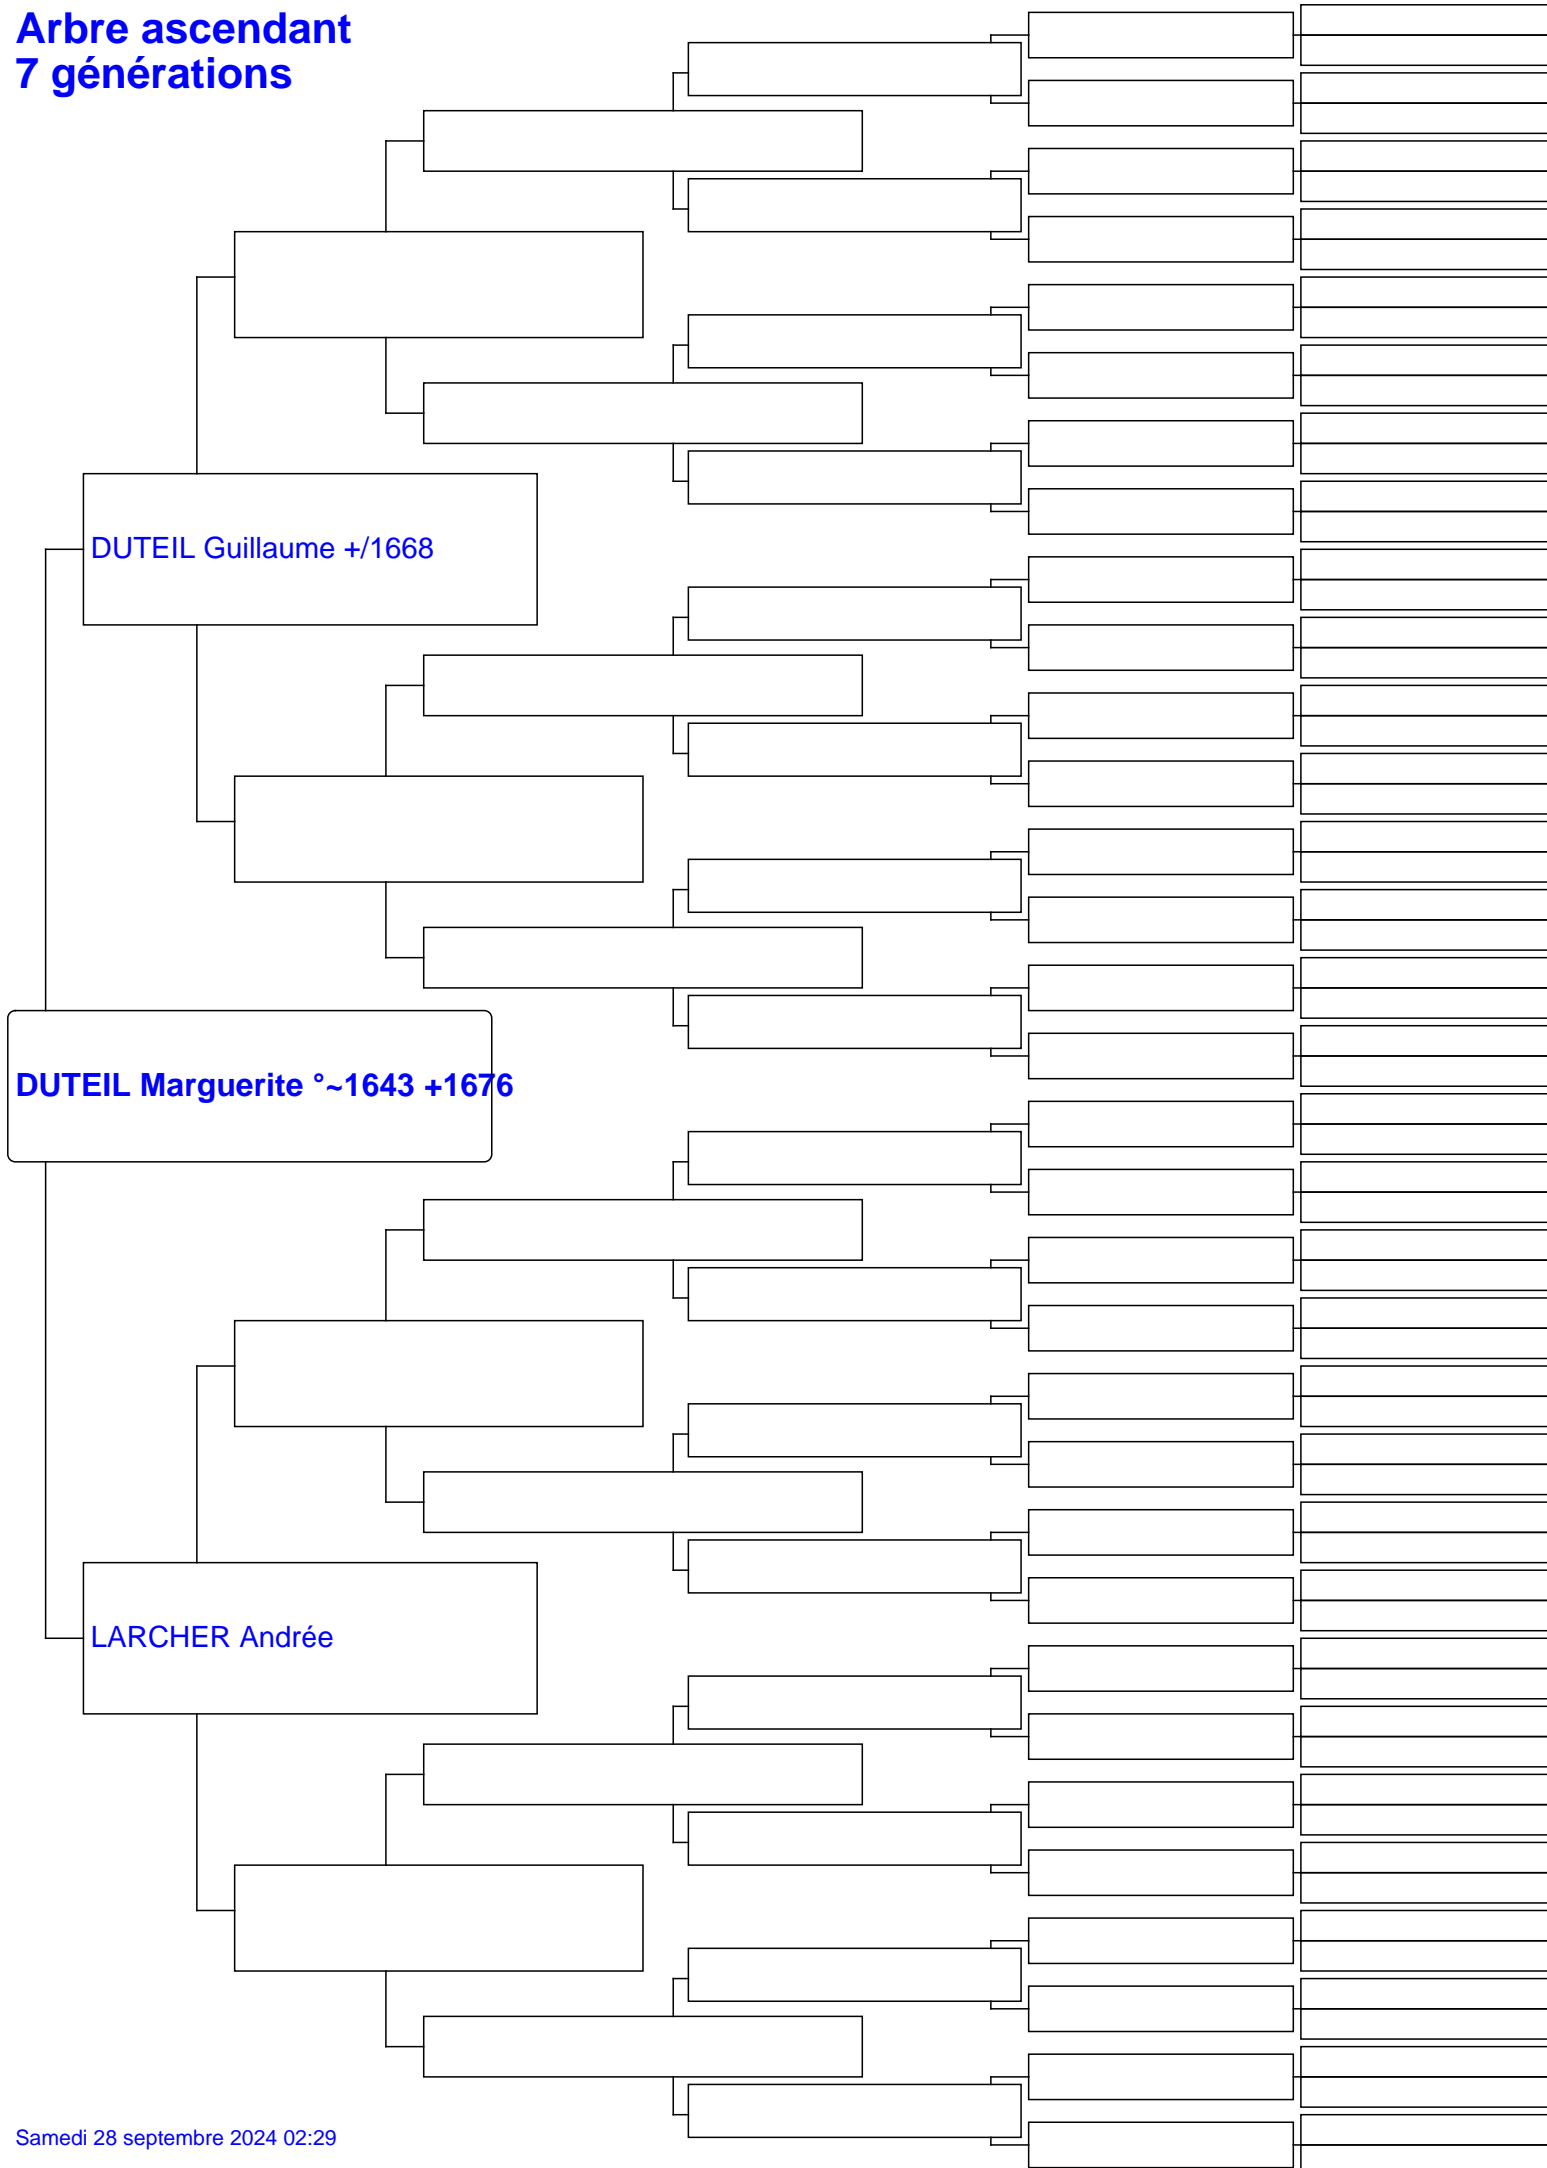 Arbre ascendant
7 générations
DUTEIL Guillaume +/1668
DUTEIL Marguerite °~1643 +1676
LARCHER Andrée
Samedi 28 septembre 2024 02:29